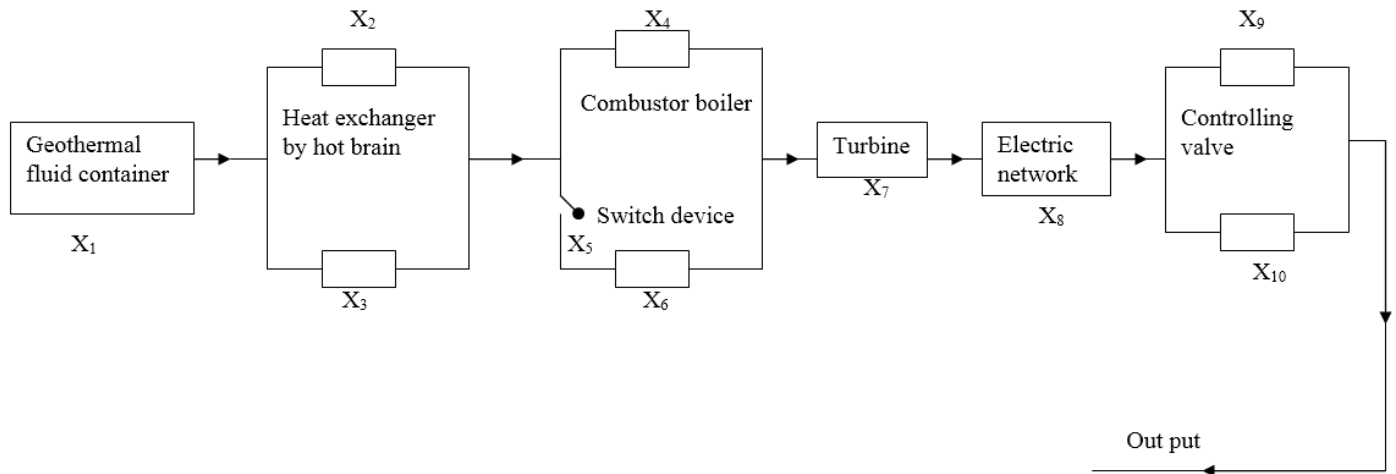 X₂
X₄
X₉
Geothermal
fluid container
X₁
Heat exchanger
by hot brain
X₃
Combustor boiler
Switch device
X₅
X₆
Turbine
X₇
Electric
network
X₈
Controlling
valve
X₁₀
Out put